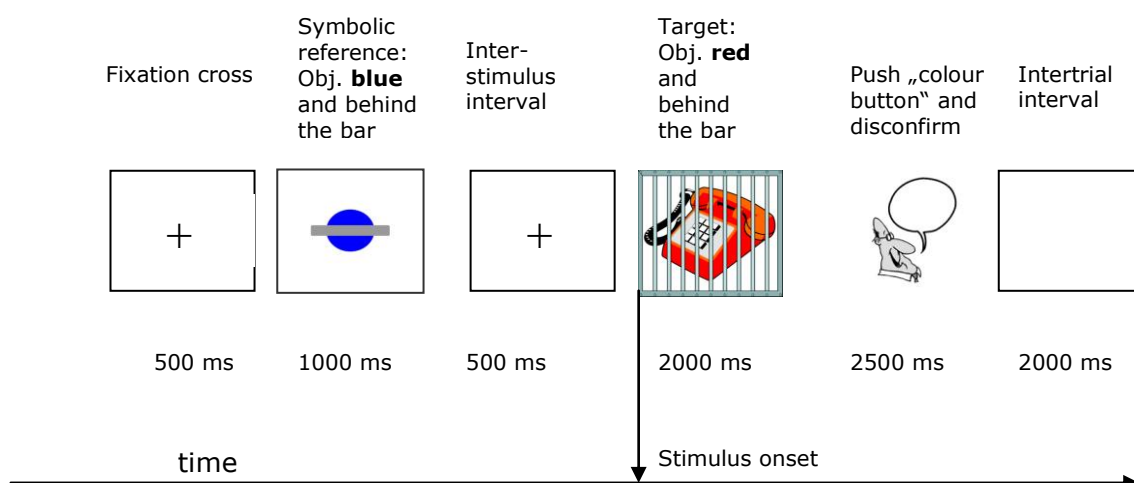 Fixation cross
Symbolic
reference:
Obj. blue
and behind
the bar
Inter-
stimulus
interval
Target:
Obj. red
and
behind
the bar
Push „colour
button“ and
disconfirm
Intertrial
interval
500 ms
1000 ms
500 ms
2000 ms
2500 ms
2000 ms
time
Stimulus onset